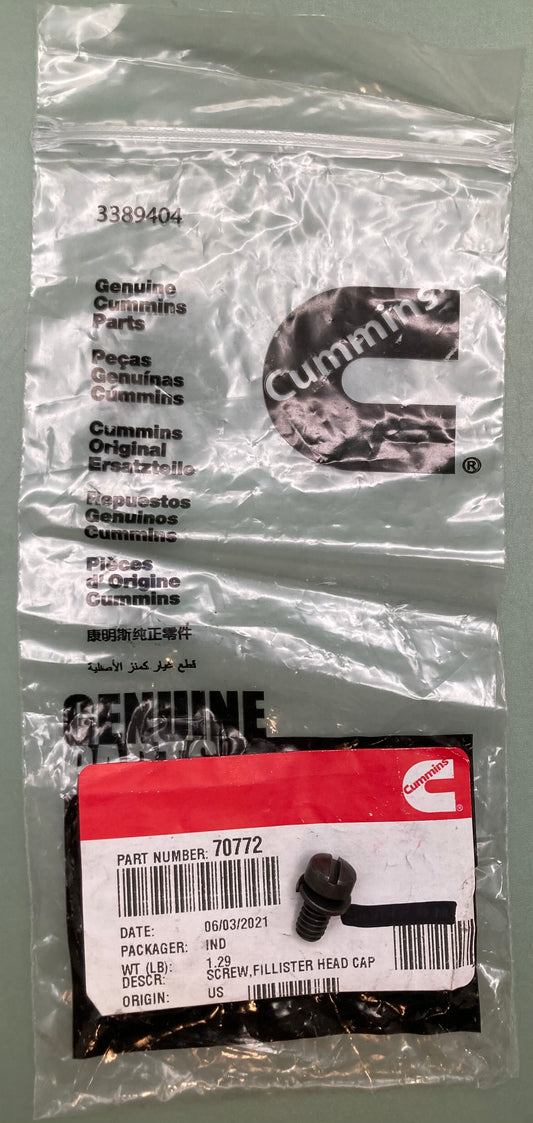 3389404
Genuine
Cummins
Parts
Peças
Genuínas
Cummins
Cummins
Original
Ersatzteile
Repuestos
Genuinos
Cummins
Pièces
d'Origine
Cummins
康明斯纯正零件
قطع غيار كمنز الأصلية
Cummins
®
GENUINE
PARTS
Cummins
®
PART NUMBER: 70772
DATE: 06/03/2021
PACKAGER: IND
WT (LB): 1.29
DESCR: SCREW,FILLISTER HEAD CAP
ORIGIN: US